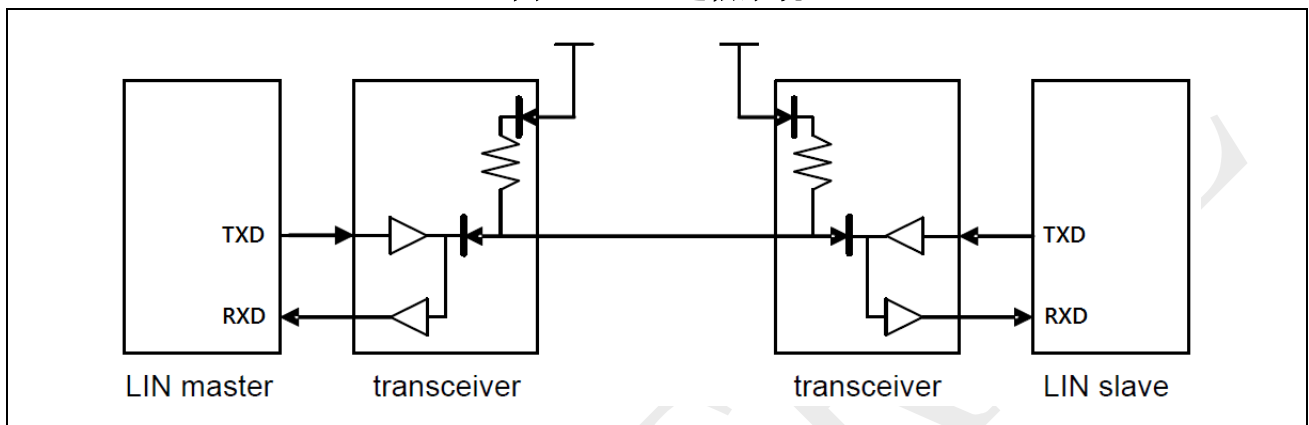 TXD
RXD
TXD
RXD
LIN master
transceiver
transceiver
LIN slave